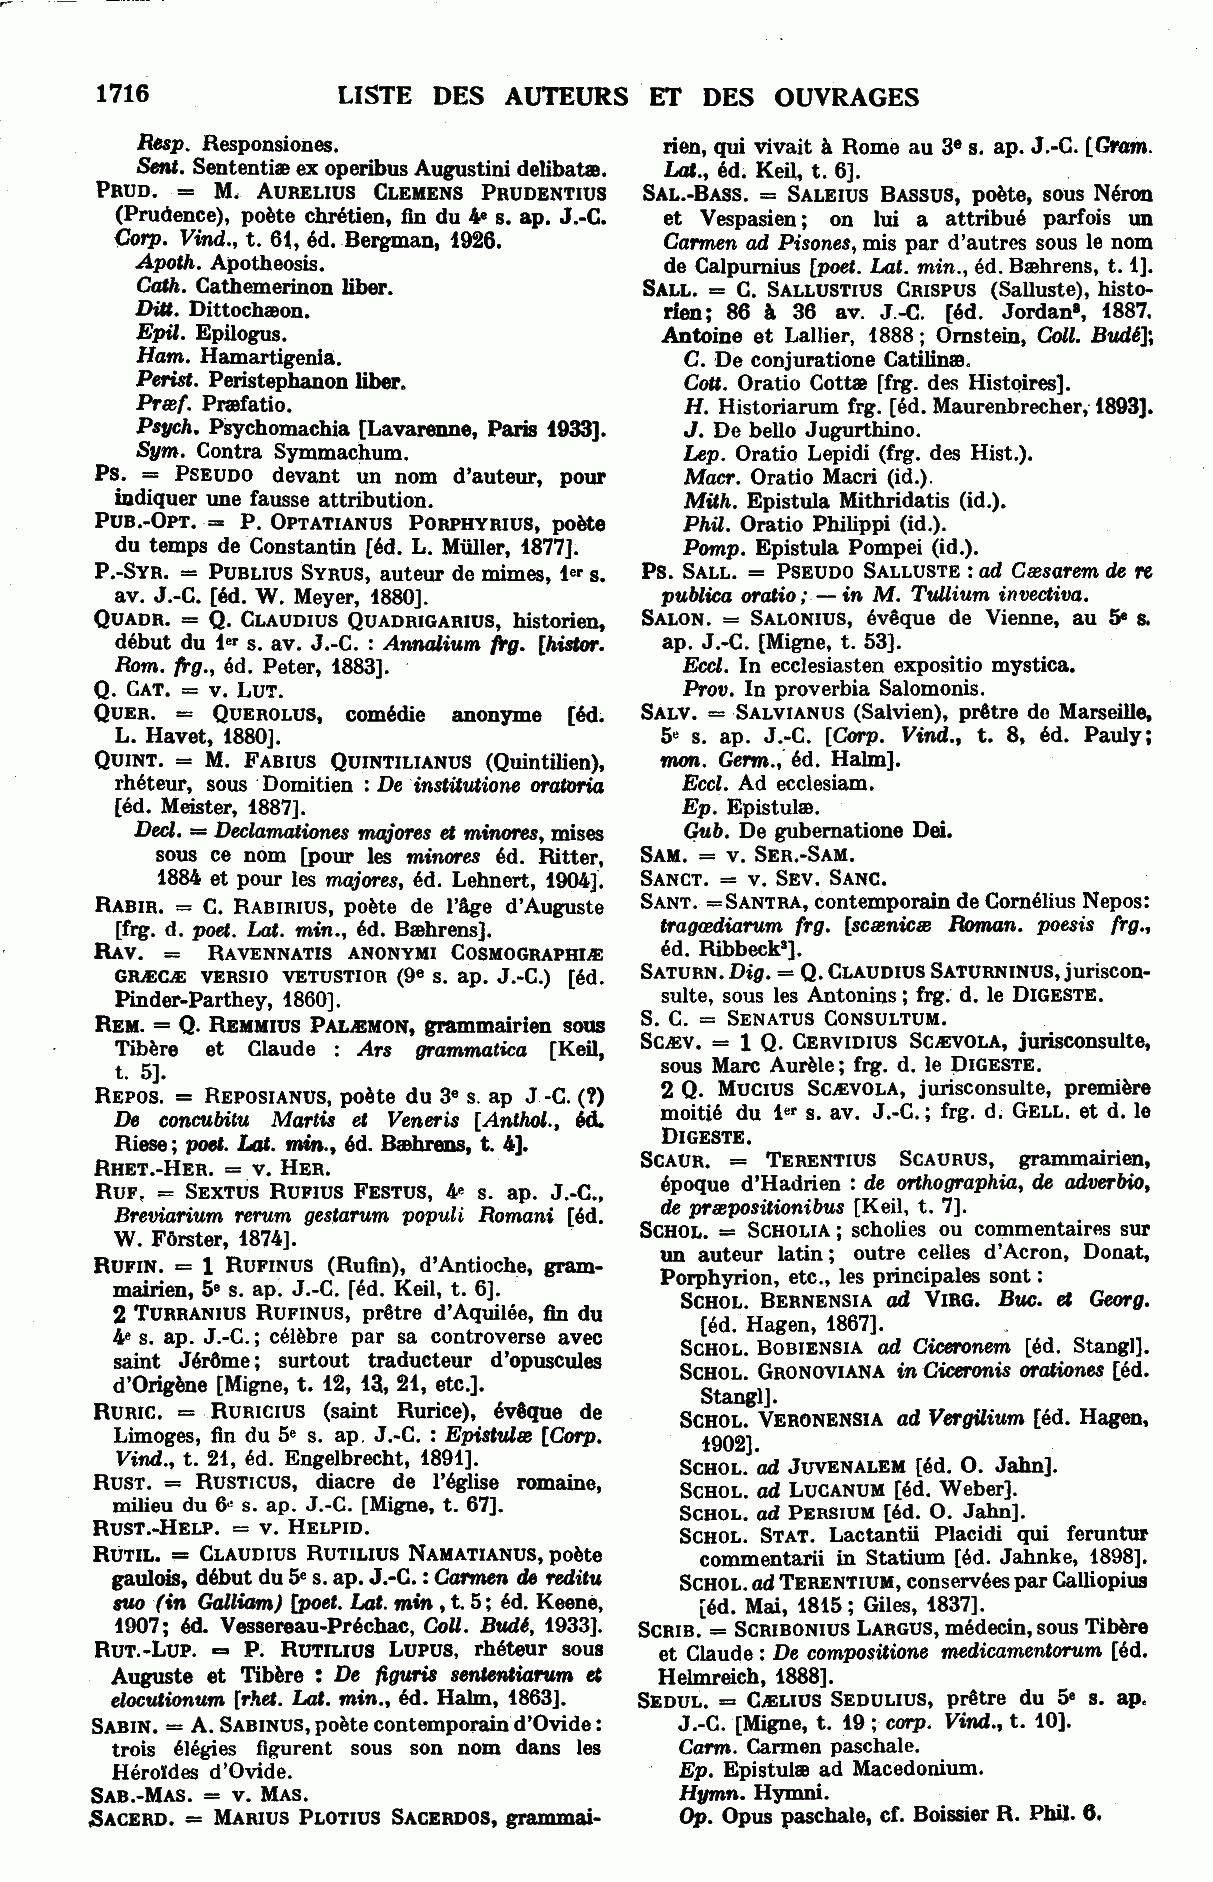 1716 LISTE DES AUTEURS ET DES OUVRAGES
Resp. Responsiones.
Sent. Sententiæ ex operibus Augustini delibatæ.
PRUD. = M. AURELIUS CLEMENS PRUDENTIUS
(Prudence), poète chrétien, fin du 4e s. ap. J.-C.
Corp. Vind., t. 61, éd. Bergman, 1926.
Apoth. Apotheosis.
Cath. Cathemerinon liber.
Ditt. Dittochæon.
Epil. Epilogus.
Ham. Hamartigenia.
Perist. Peristephanon liber.
Præf. Præfatio.
Psych. Psychomachia [Lavarenne, Paris 1933].
Sym. Contra Symmachum.
PS. = PSEUDO devant un nom d'auteur, pour
indiquer une fausse attribution.
PUB.-OPT. = P. OPTATIANUS PORPHYRIUS, poète
du temps de Constantin [éd. L. Müller, 1877].
P.-SYR. = PUBLIUS SYRUS, auteur de mimes, 1er s.
av. J.-C. [éd. W. Meyer, 1880].
QUADR. = Q. CLAUDIUS QUADRIGARIUS, historien,
début du 1er s. av. J.-C. : Annalium frg. [histor.
Rom. frg., éd. Peter, 1883].
Q. CAT. = v. LUT.
QUER. = QUEROLUS, comédie anonyme [éd.
L. Havet, 1880].
QUINT. = M. FABIUS QUINTILIANUS (Quintilien),
rhéteur, sous Domitien : De institutione oratoria
[éd. Meister, 1887].
Decl. = Declamationes majores et minores, mises
sous ce nom [pour les minores éd. Ritter,
1884 et pour les majores, éd. Lehnert, 1904].
RABIR. = C. RABIRIUS, poète de l'âge d'Auguste
[frg. d. poet. Lat. min., éd. Bæhrens].
RAV. = RAVENNATIS ANONYMI COSMOGRAPHIÆ
GRÆCÆ VERSIO VETUSTIOR (9e s. ap. J.-C.) [éd.
Pinder-Parthey, 1860].
REM. = Q. REMMIUS PALÆMON, grammairien sous
Tibère et Claude : Ars grammatica [Keil,
t. 5].
REPOS. = REPOSIANUS, poète du 3e s. ap J.-C. (?)
De concubitu Martis et Veneris [Anthol., éd.
Riese; poet. Lat. min., éd. Bæhrens, t. 4].
RHET.-HER. = v. HER.
RUF. = SEXTUS RUFIUS FESTUS, 4e s. ap. J.-C.,
Breviarium rerum gestarum populi Romani [éd.
W. Förster, 1874].
RUFIN. = 1 RUFINUS (Rufin), d'Antioche, gram-
mairien, 5e s. ap. J.-C. [éd. Keil, t. 6].
2 TURRANIUS RUFINUS, prêtre d'Aquilée, fin du
4e s. ap. J.-C.; célèbre par sa controverse avec
saint Jérôme; surtout traducteur d'opuscules
d'Origène [Migne, t. 12, 13, 21, etc.].
RURIC. = RURICIUS (saint Rurice), évêque de
Limoges, fin du 5e s. ap. J.-C. : Epistulæ [Corp.
Vind., t. 21, éd. Engelbrecht, 1891].
RUST. = RUSTICUS, diacre de l'église romaine,
milieu du 6e s. ap. J.-C. [Migne, t. 67].
RUST.-HELP. = v. HELPID.
RUTIL. = CLAUDIUS RUTILIUS NAMATIANUS, poète
gaulois, début du 5e s. ap. J.-C. : Carmen de reditu
suo (in Galliam) [poet. Lat. min, t. 5; éd. Keene,
1907; éd. Vessereau-Préchac, Coll. Budé, 1933].
RUT.-LUP. = P. RUTILIUS LUPUS, rhéteur sous
Auguste et Tibère : De figuris sententiarum et
elocutionum [rhet. Lat. min., éd. Halm, 1863].
SABIN. = A. SABINUS, poète contemporain d'Ovide :
trois élégies figurent sous son nom dans les
Héroïdes d'Ovide.
SAB.-MAS. = v. MAS.
SACERD. = MARIUS PLOTIUS SACERDOS, grammai-
rien, qui vivait à Rome au 3e s. ap. J.-C. [Gram.
Lat., éd. Keil, t. 6].
SAL.-BASS. = SALEIUS BASSUS, poète, sous Néron
et Vespasien; on lui a attribué parfois un
Carmen ad Pisones, mis par d'autres sous le nom
de Calpurnius [poet. Lat. min., éd. Bæhrens, t. 1].
SALL. = C. SALLUSTIUS CRISPUS (Salluste), histo-
rien; 86 à 36 av. J.-C. [éd. Jordan³, 1887.
Antoine et Lallier, 1888; Ornstein, Coll. Budé];
C. De conjuratione Catilinæ.
Cott. Oratio Cottæ [frg. des Histoires].
H. Historiarum frg. [éd. Maurenbrecher, 1893].
J. De bello Jugurthino.
Lep. Oratio Lepidi (frg. des Hist.).
Macr. Oratio Macri (id.).
Mith. Epistula Mithridatis (id.).
Phil. Oratio Philippi (id.).
Pomp. Epistula Pompei (id.).
PS. SALL. = PSEUDO SALLUSTE : ad Cæsarem de re
publica oratio; — in M. Tullium invectiva.
SALON. = SALONIUS, évêque de Vienne, au 5e s.
ap. J.-C. [Migne, t. 53].
Eccl. In ecclesiasten expositio mystica.
Prov. In proverbia Salomonis.
SALV. = SALVIANUS (Salvien), prêtre de Marseille,
5e s. ap. J.-C. [Corp. Vind., t. 8, éd. Pauly;
mon. Germ., éd. Halm].
Eccl. Ad ecclesiam.
Ep. Epistulæ.
Gub. De gubernatione Dei.
SAM. = v. SER.-SAM.
SANCT. = v. SEV. SANC.
SANT. = SANTRA, contemporain de Cornélius Nepos:
tragœdiarum frg. [scænicæ Roman. poesis frg.,
éd. Ribbeck³].
SATURN. Dig. = Q. CLAUDIUS SATURNINUS, juriscon-
sulte, sous les Antonins; frg. d. le DIGESTE.
S. C. = SENATUS CONSULTUM.
SCÆV. = 1 Q. CERVIDIUS SCÆVOLA, jurisconsulte,
sous Marc Aurèle; frg. d. le DIGESTE.
2 Q. MUCIUS SCÆVOLA, jurisconsulte, première
moitié du 1er s. av. J.-C.; frg. d. GELL. et d. le
DIGESTE.
SCAUR. = TERENTIUS SCAURUS, grammairien,
époque d'Hadrien : de orthographia, de adverbio,
de præpositionibus [Keil, t. 7].
SCHOL. = SCHOLIA; scholies ou commentaires sur
un auteur latin; outre celles d'Acron, Donat,
Porphyrion, etc., les principales sont :
SCHOL. BERNENSIA ad VIRG. Buc. et Georg.
[éd. Hagen, 1867].
SCHOL. BOBIENSIA ad Ciceronem [éd. Stangl].
SCHOL. GRONOVIANA in Ciceronis orationes [éd.
Stangl].
SCHOL. VERONENSIA ad Vergilium [éd. Hagen,
1902].
SCHOL. ad JUVENALEM [éd. O. Jahn].
SCHOL. ad LUCANUM [éd. Weber].
SCHOL. ad PERSIUM [éd. O. Jahn].
SCHOL. STAT. Lactantii Placidi qui feruntur
commentarii in Statium [éd. Jahnke, 1898].
SCHOL. ad TERENTIUM, conservées par Calliopius
[éd. Mai, 1815; Giles, 1837].
SCRIB. = SCRIBONIUS LARGUS, médecin, sous Tibère
et Claude : De compositione medicamentorum [éd.
Helmreich, 1888].
SEDUL. = CÆLIUS SEDULIUS, prêtre du 5e s. ap.
J.-C. [Migne, t. 19; corp. Vind., t. 10].
Carm. Carmen paschale.
Ep. Epistulæ ad Macedonium.
Hymn. Hymni.
Op. Opus paschale, cf. Boissier R. Phil. 6.